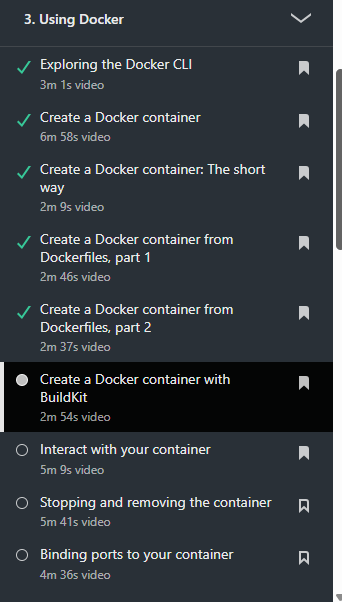 3. Using Docker
Exploring the Docker CLI
3m 1s video
Create a Docker container
6m 58s video
Create a Docker container: The short
way
2m 9s video
Create a Docker container from
Dockerfiles, part 1
2m 46s video
Create a Docker container from
Dockerfiles, part 2
2m 37s video
Create a Docker container with
BuildKit
2m 54s video
Interact with your container
5m 9s video
Stopping and removing the container
5m 41s video
Binding ports to your container
4m 36s video